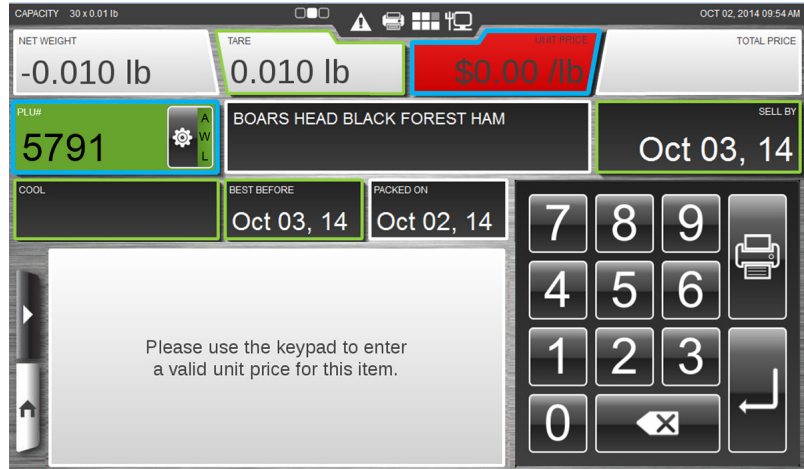 CAPACITY 30 x 0.01 lb
OCT 02, 2014 09:54 AM
NET WEIGHT
-0.010 lb
TARE
0.010 lb
UNIT PRICE
$0.00 /lb
TOTAL PRICE
PLU#
5791
A
W
L
BOARS HEAD BLACK FOREST HAM
SELL BY
Oct 03, 14
COOL
BEST BEFORE
Oct 03, 14
PACKED ON
Oct 02, 14
Please use the keypad to enter
a valid unit price for this item.
7 8 9
4 5 6
1 2 3
0